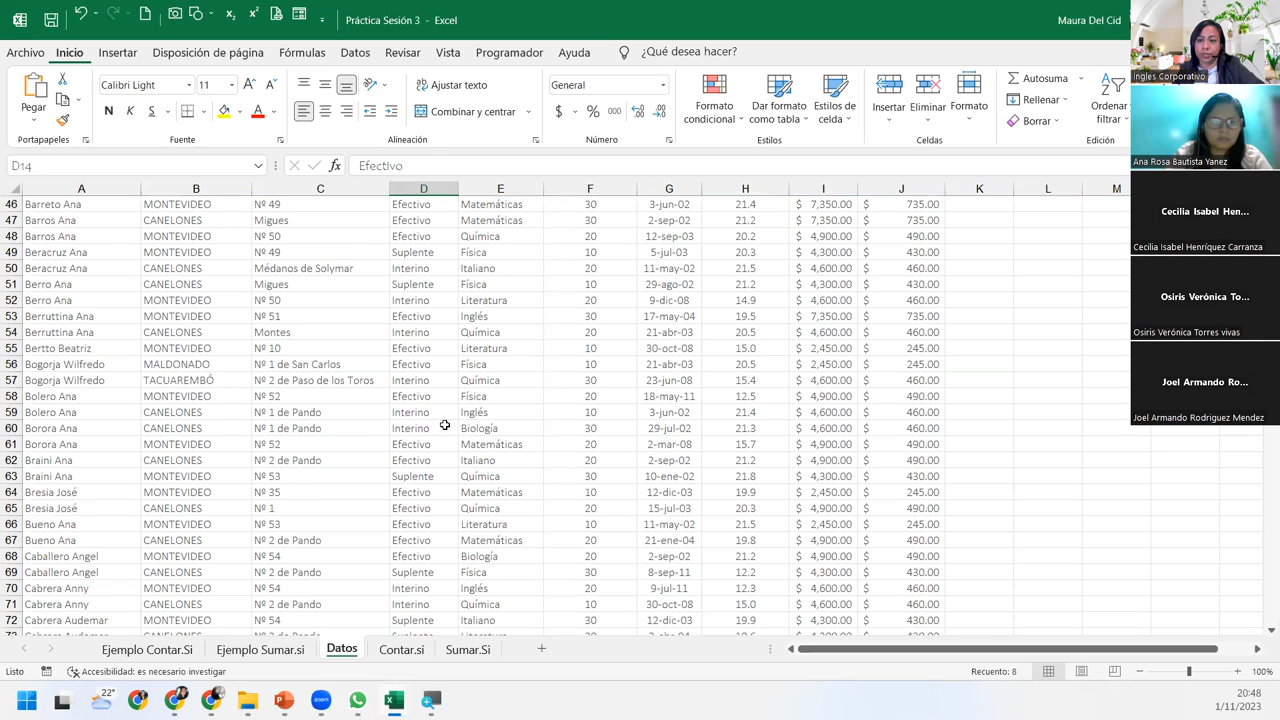 Práctica Sesión 3 - Excel
Maura Del Cid
Archivo Inicio Insertar Disposición de página Fórmulas Datos Revisar Vista Programador Ayuda ¿Qué desea hacer?
Pegar
Portapapeles
Calibri Light 11
N K S
Fuente
Ajustar texto
Combinar y centrar
Alineación
General
$ % 000
Número
Formato condicional
Dar formato como tabla
Estilos de celda
Estilos
Insertar Eliminar Formato
Celdas
Autosuma
Rellenar
Borrar
Ordenar filtrar
Ed
D14 fx Efectivo
A B C D E F G H I J K L M
46 Barreto Ana MONTEVIDEO Nº 49 Efectivo Matemáticas 30 3-jun-02 21.4 $ 7,350.00 $ 735.00
47 Barros Ana CANELONES Migues Efectivo Matemáticas 30 2-sep-02 21.2 $ 7,350.00 $ 735.00
48 Barros Ana MONTEVIDEO Nº 50 Efectivo Química 20 12-sep-03 20.2 $ 4,900.00 $ 490.00
49 Beracruz Ana MONTEVIDEO Nº 49 Suplente Física 10 5-jul-03 20.3 $ 4,300.00 $ 430.00
50 Beracruz Ana CANELONES Médanos de Solymar Interino Italiano 20 11-may-02 21.5 $ 4,600.00 $ 460.00
51 Berro Ana CANELONES Migues Suplente Física 30 29-ago-02 21.2 $ 4,300.00 $ 430.00
52 Berro Ana MONTEVIDEO Nº 50 Interino Literatura 20 9-dic-08 14.9 $ 4,600.00 $ 460.00
53 Berruttina Ana MONTEVIDEO Nº 51 Efectivo Inglés 30 17-may-04 19.5 $ 7,350.00 $ 735.00
54 Berruttina Ana CANELONES Montes Interino Química 20 21-abr-03 20.5 $ 4,600.00 $ 460.00
55 Bertto Beatriz MONTEVIDEO Nº 10 Efectivo Literatura 10 30-oct-08 15.0 $ 2,450.00 $ 245.00
56 Bogorja Wilfredo MALDONADO Nº 1 de San Carlos Efectivo Física 10 21-abr-03 20.5 $ 2,450.00 $ 245.00
57 Bogorja Wilfredo TACUAREMBÓ Nº 2 de Paso de los Toros Interino Química 30 23-jun-08 15.4 $ 4,600.00 $ 460.00
58 Bolero Ana MONTEVIDEO Nº 52 Efectivo Física 20 18-may-11 12.5 $ 4,900.00 $ 490.00
59 Bolero Ana CANELONES Nº 1 de Pando Interino Inglés 10 3-jun-02 21.4 $ 4,600.00 $ 460.00
60 Borora Ana CANELONES Nº 1 de Pando Interino Biología 30 29-jul-02 21.3 $ 4,600.00 $ 460.00
61 Borora Ana MONTEVIDEO Nº 52 Efectivo Matemáticas 20 2-mar-08 15.7 $ 4,900.00 $ 490.00
62 Braini Ana CANELONES Nº 2 de Pando Efectivo Italiano 20 2-sep-02 21.2 $ 4,900.00 $ 490.00
63 Braini Ana MONTEVIDEO Nº 53 Suplente Química 30 10-ene-02 21.8 $ 4,300.00 $ 430.00
64 Bresia José MONTEVIDEO Nº 35 Efectivo Matemáticas 10 12-dic-03 19.9 $ 2,450.00 $ 245.00
65 Bresia José CANELONES Nº 1 Efectivo Química 20 15-jul-03 20.3 $ 4,900.00 $ 490.00
66 Bueno Ana MONTEVIDEO Nº 53 Efectivo Literatura 10 11-may-02 21.5 $ 2,450.00 $ 245.00
67 Bueno Ana CANELONES Nº 2 de Pando Efectivo Matemáticas 20 21-ene-04 19.8 $ 4,900.00 $ 490.00
68 Caballero Angel MONTEVIDEO Nº 54 Efectivo Biología 20 2-sep-02 21.2 $ 4,900.00 $ 490.00
69 Caballero Angel CANELONES Nº 2 de Pando Suplente Física 30 8-sep-11 12.2 $ 4,300.00 $ 430.00
70 Cabrera Anny MONTEVIDEO Nº 54 Interino Inglés 20 9-jul-11 12.3 $ 4,600.00 $ 460.00
71 Cabrera Anny CANELONES Nº 2 de Pando Interino Química 10 30-oct-08 15.0 $ 4,600.00 $ 460.00
72 Cabrera Audemar MONTEVIDEO Nº 54 Suplente Italiano 20 12-dic-03 19.9 $ 4,300.00 $ 430.00
Ejemplo Contar.Si Ejemplo Sumar.si Datos Contar.si Sumar.Si
Listo Accesibilidad: es necesario investigar Recuento: 8 100%
22°
zoom
20:48
1/11/2023
Ingles Corporativo
Ana Rosa Bautista Yanez
Cecilia Isabel Hen...
Cecilia Isabel Henríquez Carranza
Osiris Verónica To...
Osiris Verónica Torres vivas
Joel Armando Ro...
Joel Armando Rodriguez Mendez